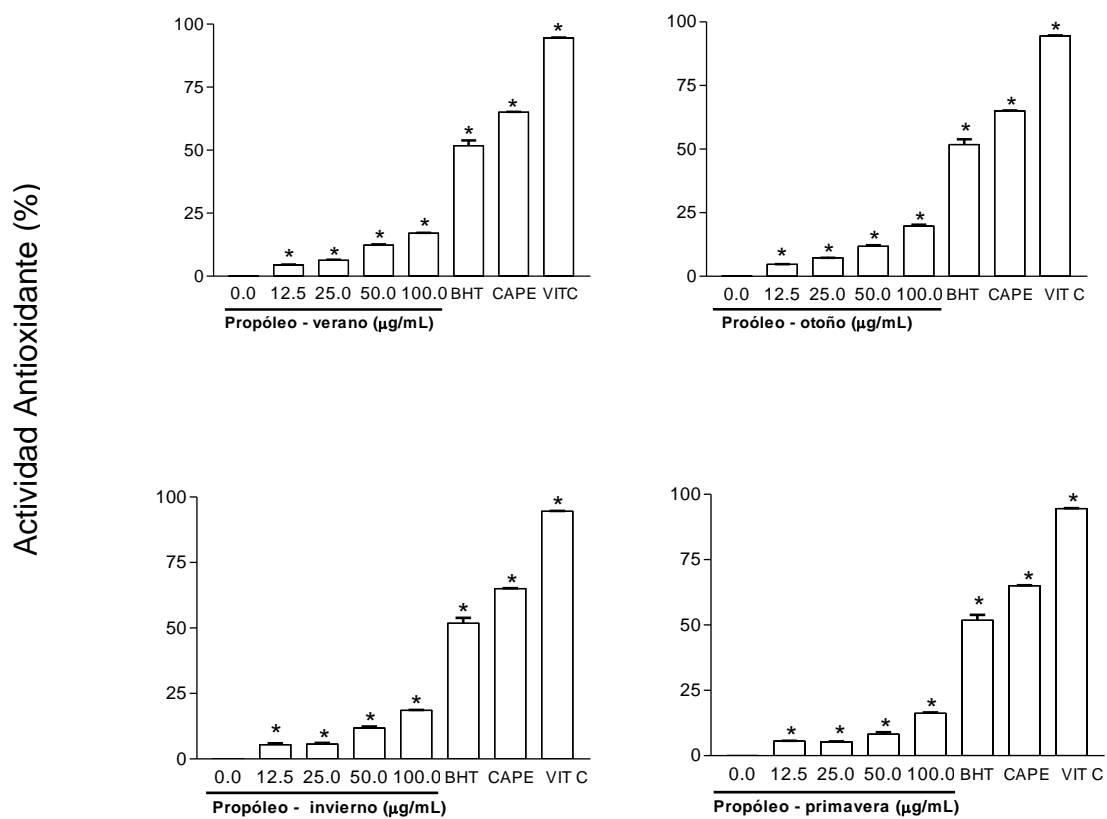 Actividad Antioxidante (%)
100
75
50
25
0
* * * * * * *
0.0 12.5 25.0 50.0 100.0 BHT CAPE VITC
Propóleo - verano (µg/mL)
100
75
50
25
0
* * * * * * *
0.0 12.5 25.0 50.0 100.0 BHT CAPE VIT C
Proóleo - otoño (µg/mL)
100
75
50
25
0
* * * * * * *
0.0 12.5 25.0 50.0 100.0 BHT CAPE VIT C
Propóleo - invierno (µg/mL)
100
75
50
25
0
* * * * * * *
0.0 12.5 25.0 50.0 100.0 BHT CAPE VIT C
Propóleo - primavera (µg/mL)